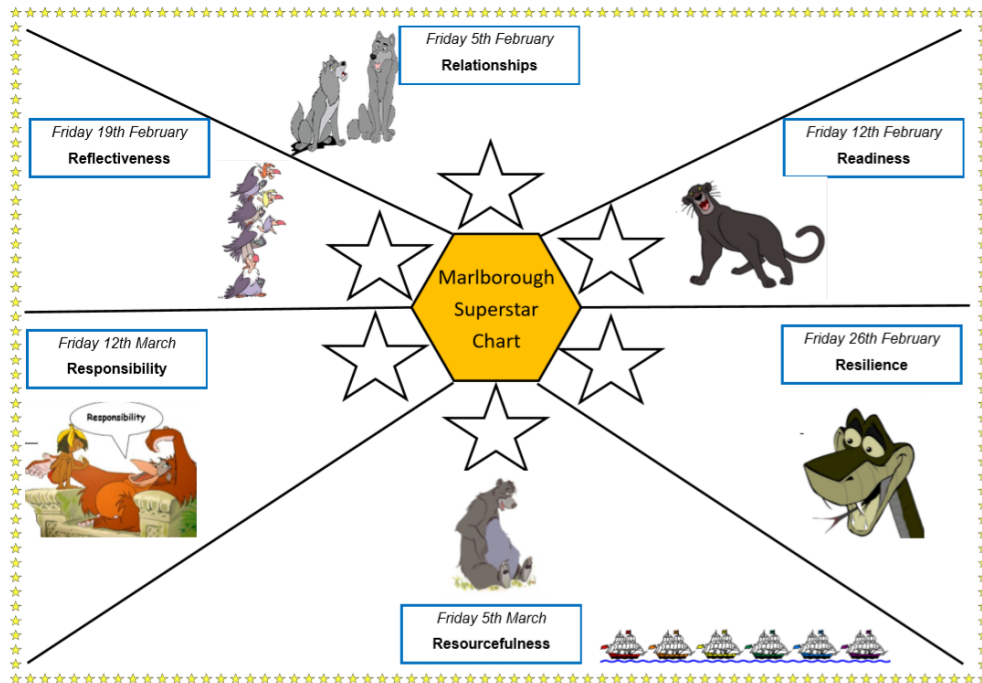 Friday 5th February
Relationships
Friday 19th February
Reflectiveness
Friday 12th February
Readiness
Marlborough
Superstar
Chart
Friday 12th March
Responsibility
Friday 26th February
Resilience
Responsibility
Friday 5th March
Resourcefulness